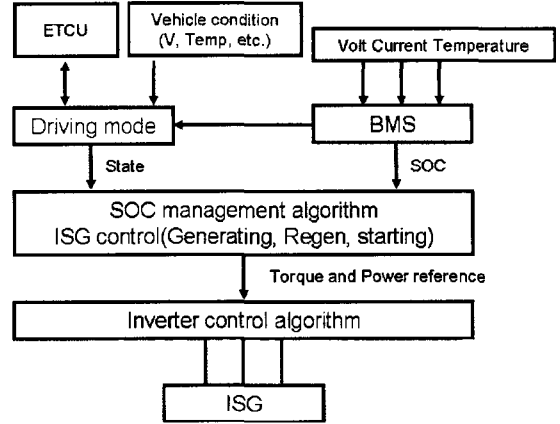 ETCU
Vehicle condition
(V, Temp, etc.)
Volt Current Temperature
Driving mode
BMS
State
SOC
SOC management algorithm
ISG control(Generating, Regen, starting)
Torque and Power reference
Inverter control algorithm
ISG